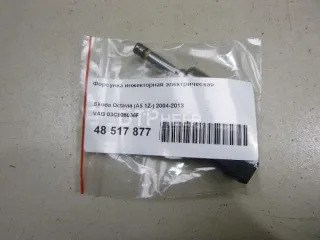 Форсунка инжекторная электрическая
Skoda Octavia (A5 1Z-) 2004-2013
VAG 03C906036F
48 517 877